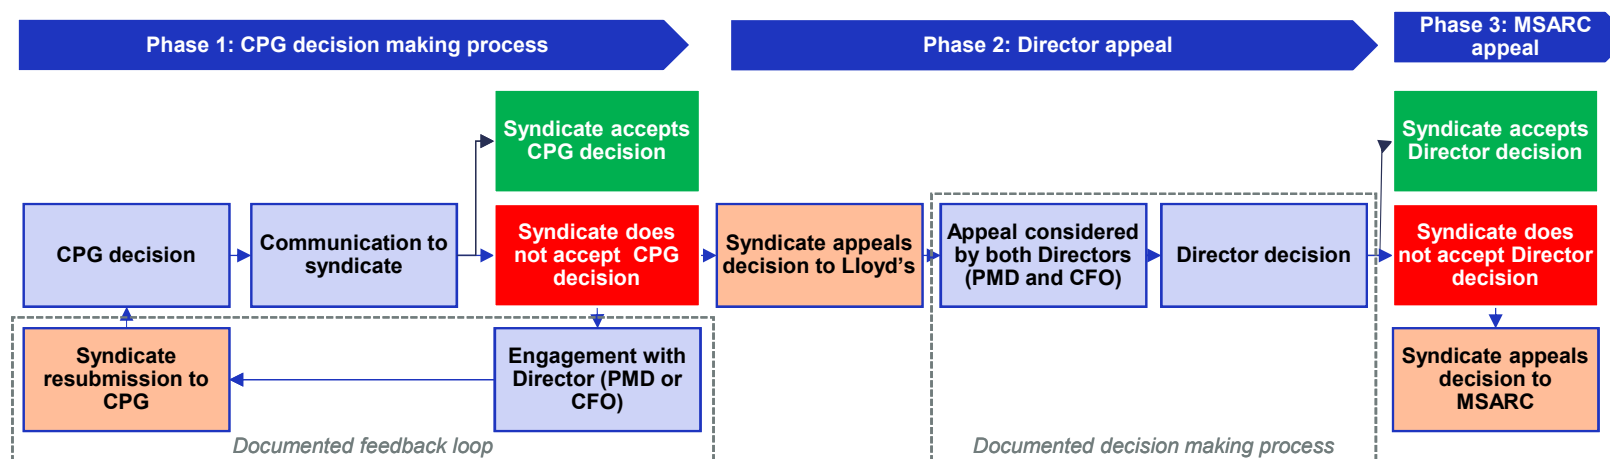 Phase 1: CPG decision making process
Phase 2: Director appeal
Phase 3: MSARC
appeal
Syndicate accepts
CPG decision
Syndicate accepts
Director decision
CPG decision
Communication to
syndicate
Syndicate does
not accept CPG
decision
Syndicate appeals
decision to Lloyd's
Appeal considered
by both Directors
(PMD and CFO)
Director decision
Syndicate does
not accept Director
decision
Syndicate
resubmission to
CPG
Engagement with
Director (PMD or
CFO)
Syndicate appeals
decision to
MSARC
Documented feedback loop
Documented decision making process